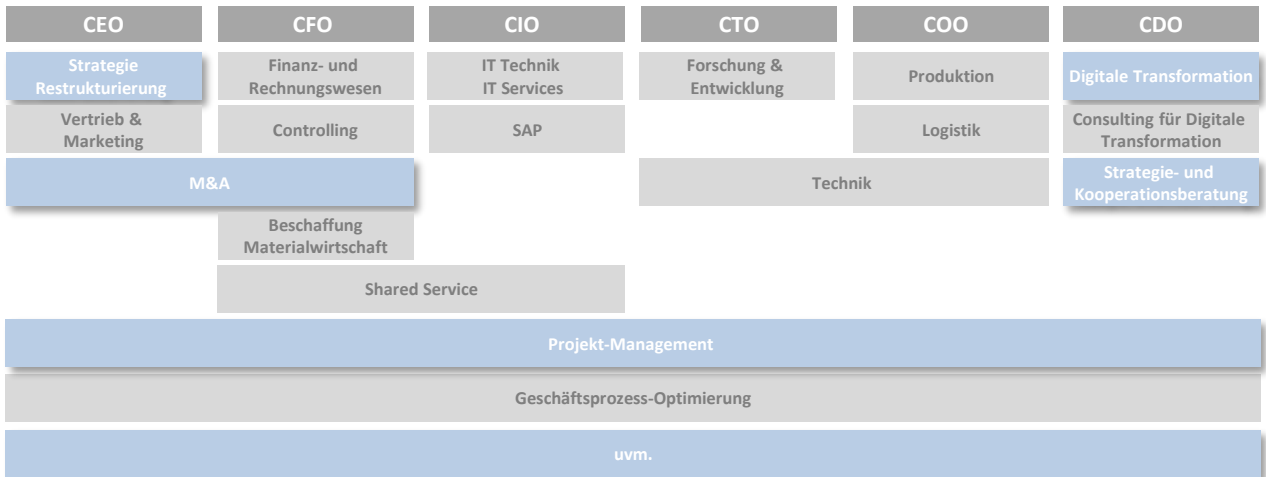 CEO
CFO
CIO
CTO
COO
CDO
Strategie
Restrukturierung
Finanz- und
Rechnungswesen
IT Technik
IT Services
Forschung &
Entwicklung
Produktion
Digitale Transformation
Vertrieb &
Marketing
Controlling
SAP
Logistik
Consulting für Digitale
Transformation
M&A
Technik
Strategie- und
Kooperationsberatung
Beschaffung
Materialwirtschaft
Shared Service
Projekt-Management
Geschäftsprozess-Optimierung
uvm.